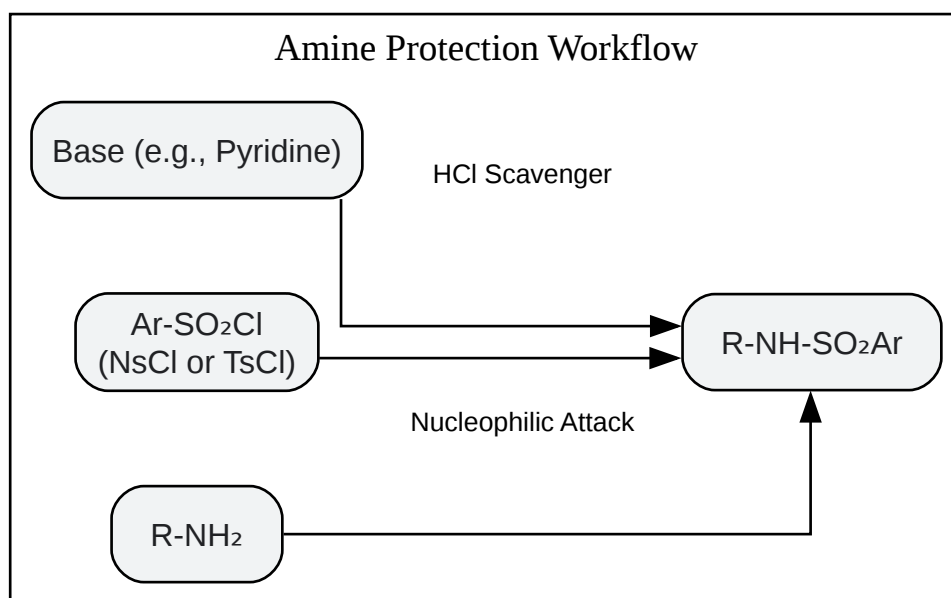 Amine Protection Workflow
Base (e.g., Pyridine)
HCl Scavenger
Ar-SO₂Cl
(NsCl or TsCl)
R-NH-SO₂Ar
Nucleophilic Attack
R-NH₂